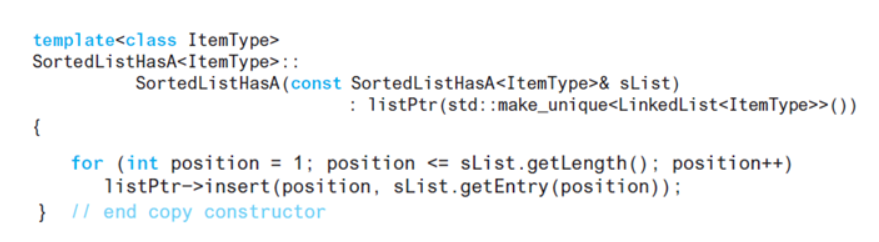 template<class ItemType>
SortedListHasA<ItemType>::
SortedListHasA(const SortedListHasA<ItemType>& sList)
: listPtr(std::make_unique<LinkedList<ItemType>>())
{
for (int position = 1; position <= sList.getLength(); position++)
listPtr->insert(position, sList.getEntry(position));
} // end copy constructor